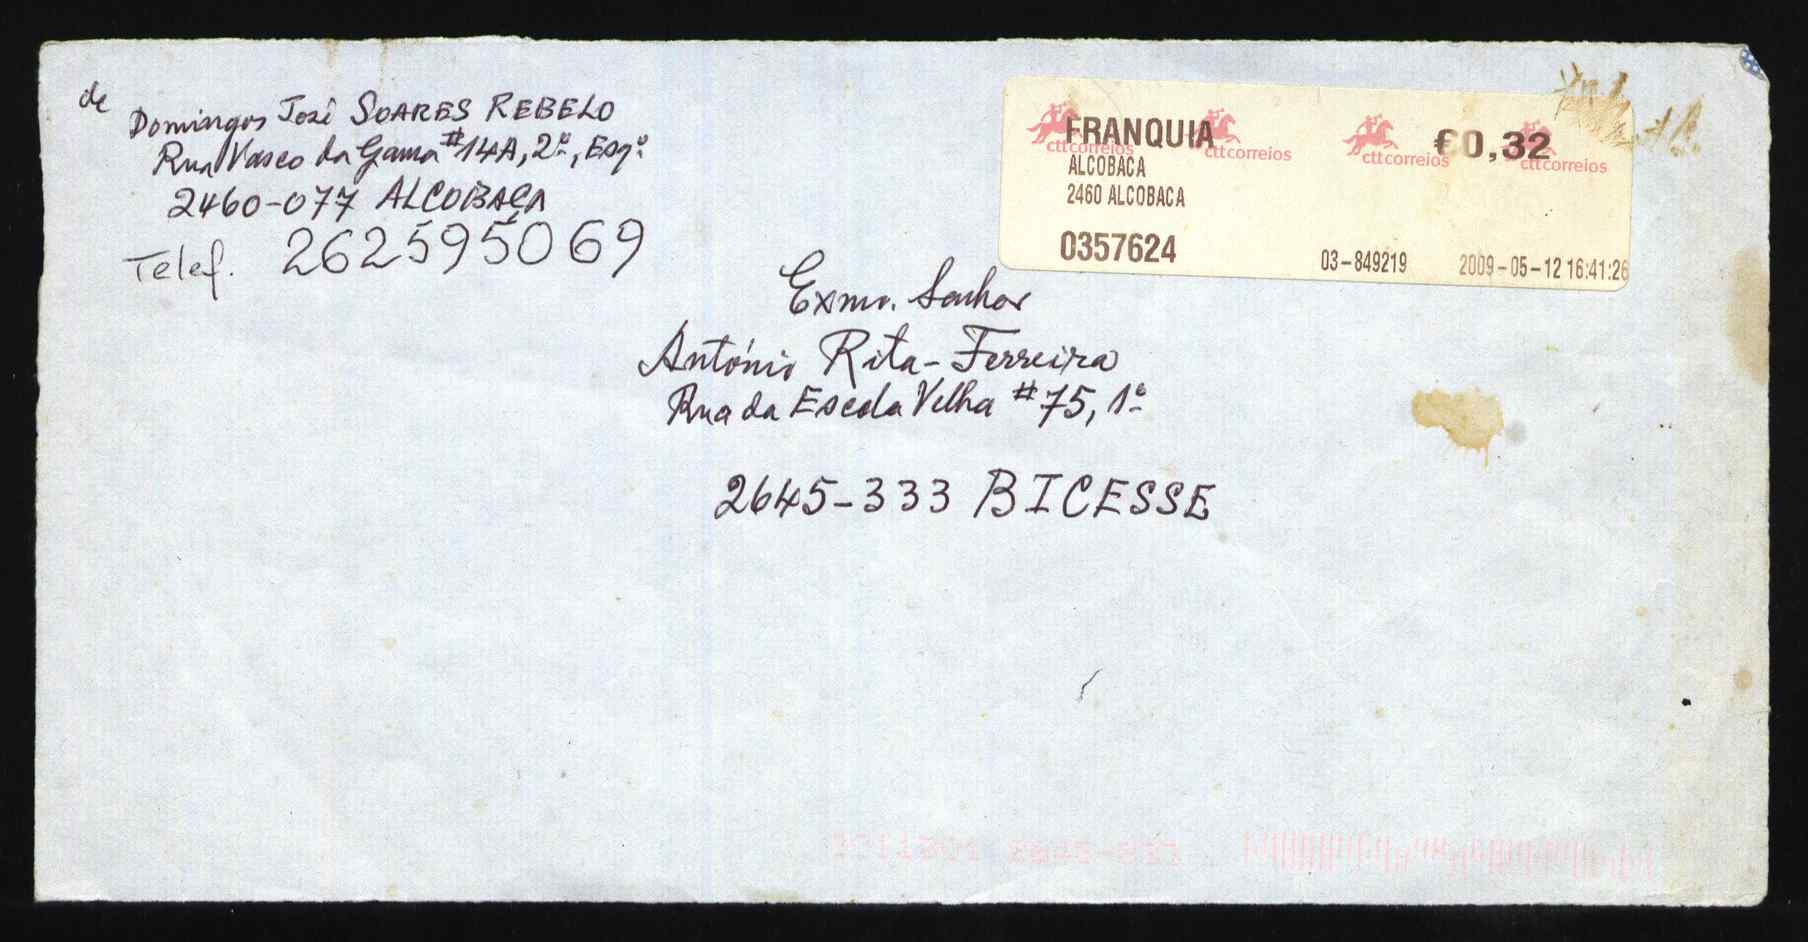 de
Domingos José SOARES REBELO
Rua Vasco da Gama #14A, 2º, Esqº
2460-077 ALCOBAÇA
Telef. 262595069
FRANQUIA €0,32
cttcorreios cttcorreios cttcorreios cttcorreios
ALCOBACA
2460 ALCOBACA
0357624 03-849219 2009-05-12 16:41:26
Exmo. Senhor
António Rita-Ferreira
Rua da Escola Velha #75, 1º
2645-333 BICESSE